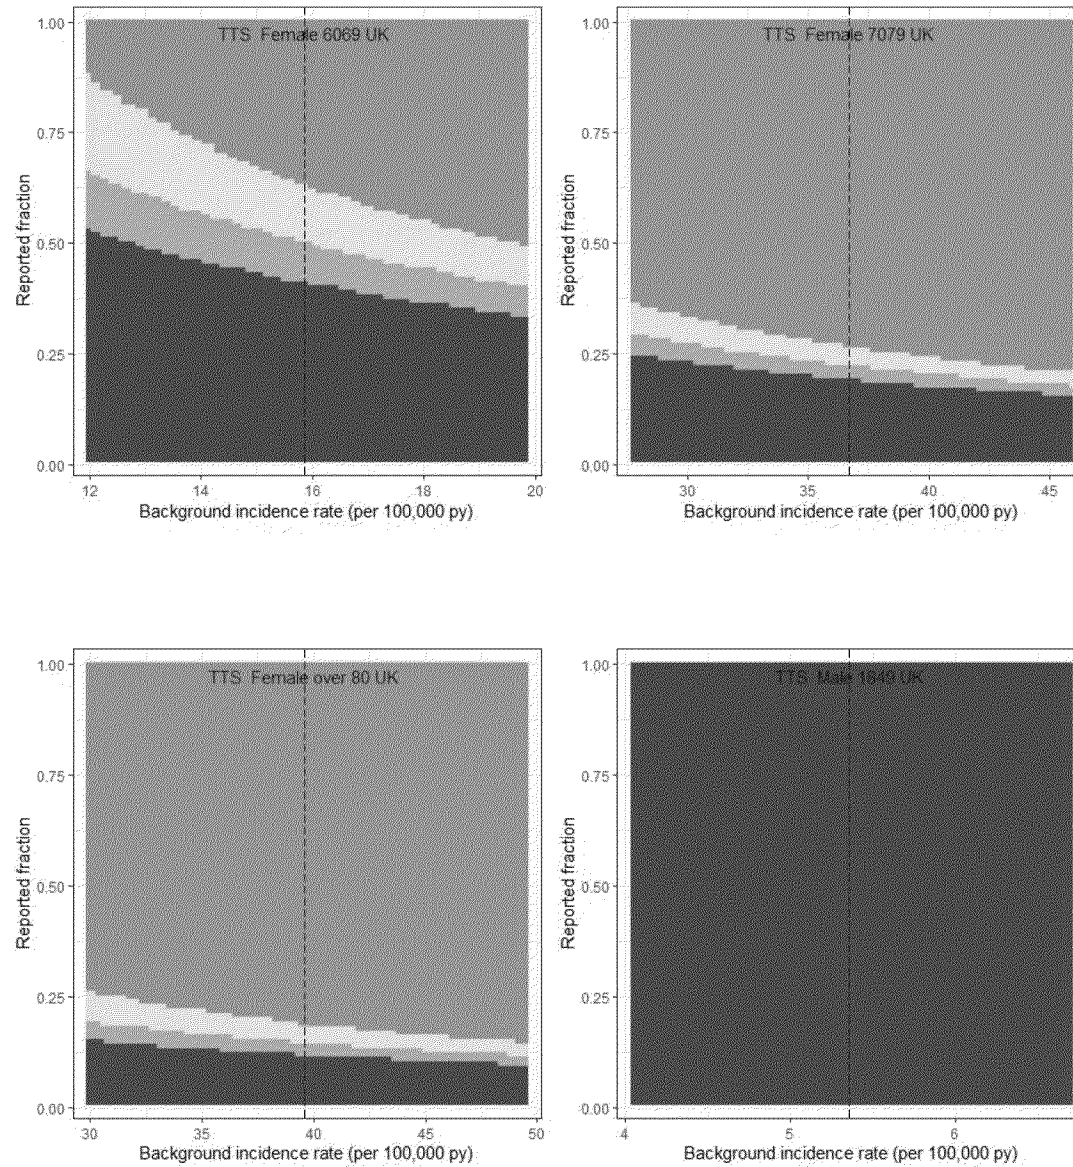 TTS Female 6069 UK
1.00
0.75
0.50
0.25
0.00
Reported fraction
12 14 16 18 20
Background incidence rate (per 100,000 py)
TTS Female 7079 UK
1.00
0.75
0.50
0.25
0.00
Reported fraction
30 35 40 45
Background incidence rate (per 100,000 py)
TTS Female over 80 UK
1.00
0.75
0.50
0.25
0.00
Reported fraction
30 35 40 45 50
Background incidence rate (per 100,000 py)
TTS Male 1849 UK
1.00
0.75
0.50
0.25
0.00
Reported fraction
4 5 6
Background incidence rate (per 100,000 py)